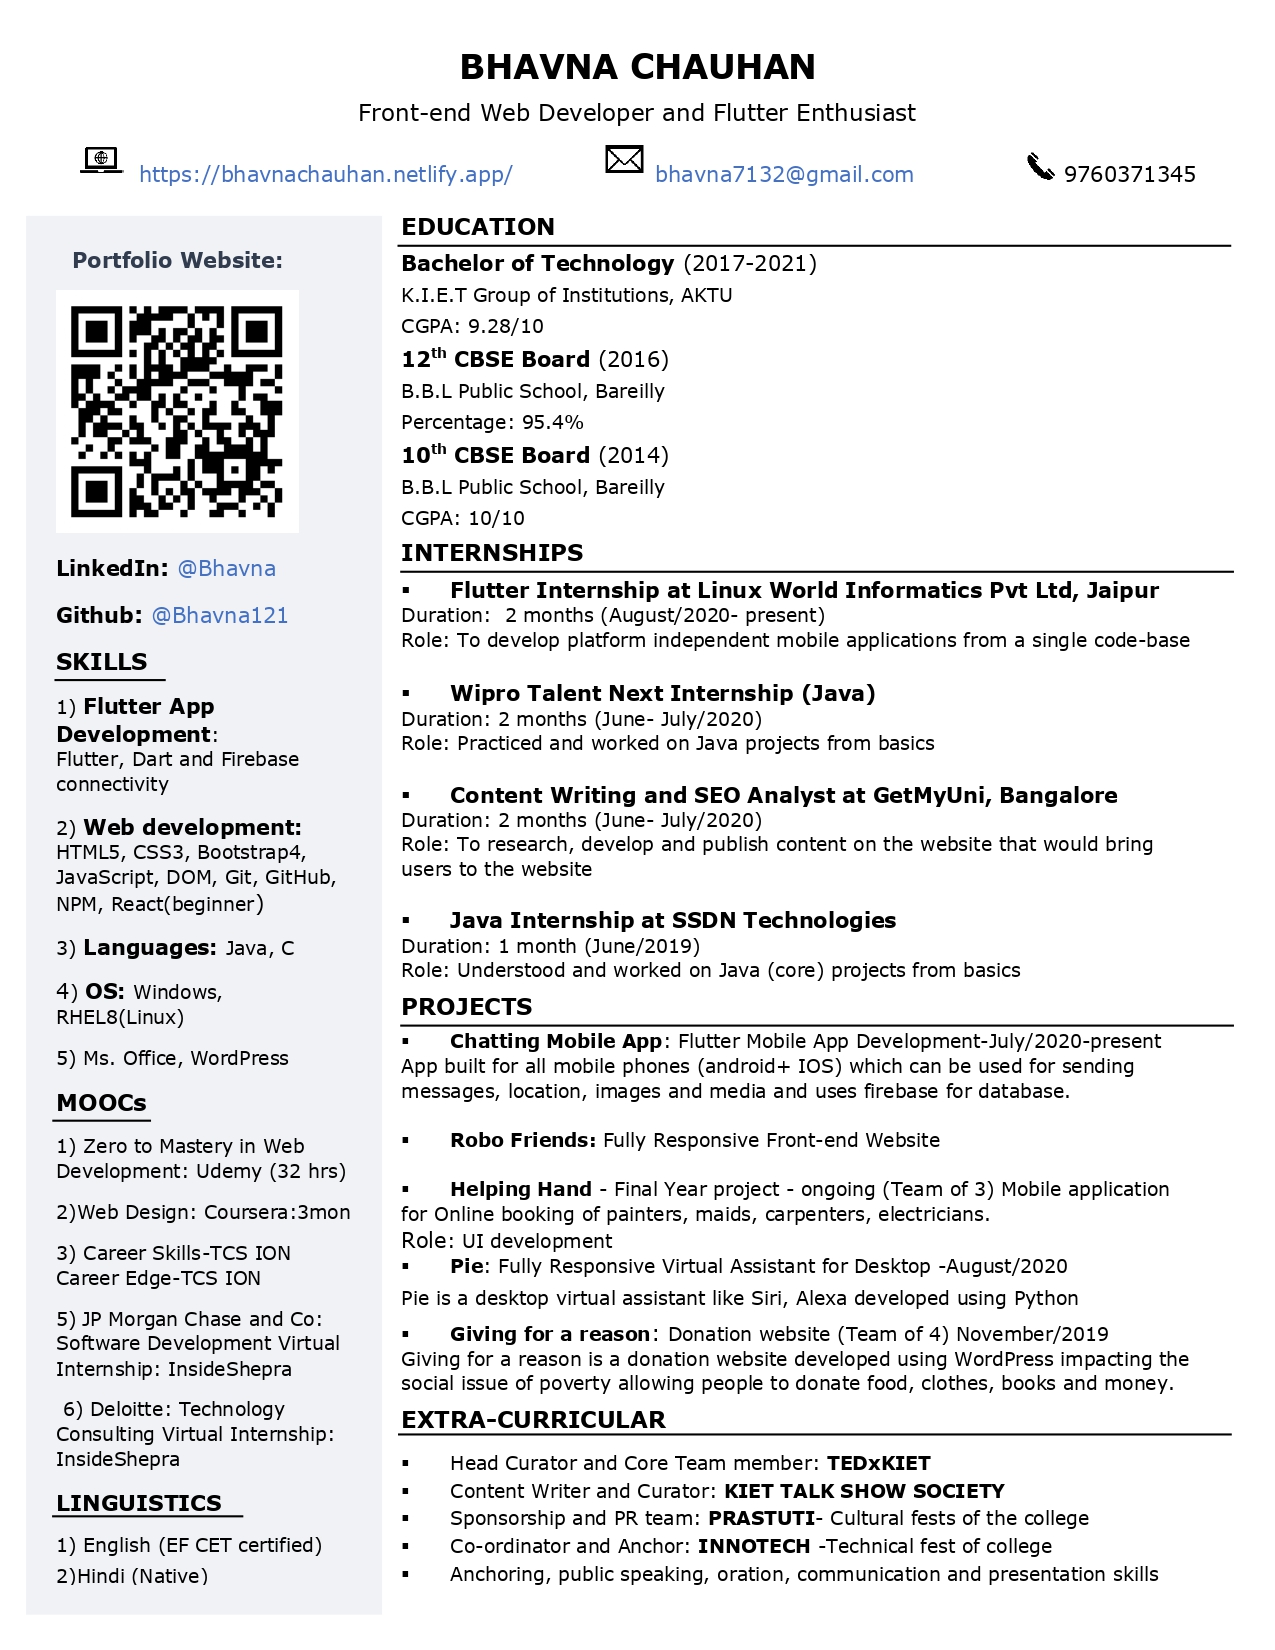 BHAVNA CHAUHAN
Front-end Web Developer and Flutter Enthusiast
https://bhavnachauhan.netlify.app/ bhavna7132@gmail.com 9760371345
Portfolio Website:
LinkedIn: @Bhavna
Github: @Bhavna121
SKILLS
1) Flutter App
Development:
Flutter, Dart and Firebase
connectivity
2) Web development:
HTML5, CSS3, Bootstrap4,
JavaScript, DOM, Git, GitHub,
NPM, React(beginner)
3) Languages: Java, C
4) OS: Windows,
RHEL8(Linux)
5) Ms. Office, WordPress
MOOCs
1) Zero to Mastery in Web
Development: Udemy (32 hrs)
2)Web Design: Coursera:3mon
3) Career Skills-TCS ION
Career Edge-TCS ION
5) JP Morgan Chase and Co:
Software Development Virtual
Internship: InsideShepra
6) Deloitte: Technology
Consulting Virtual Internship:
InsideShepra
LINGUISTICS
1) English (EF CET certified)
2)Hindi (Native)
EDUCATION
Bachelor of Technology (2017-2021)
K.I.E.T Group of Institutions, AKTU
CGPA: 9.28/10
12th CBSE Board (2016)
B.B.L Public School, Bareilly
Percentage: 95.4%
10th CBSE Board (2014)
B.B.L Public School, Bareilly
CGPA: 10/10
INTERNSHIPS
▪ Flutter Internship at Linux World Informatics Pvt Ltd, Jaipur
Duration: 2 months (August/2020- present)
Role: To develop platform independent mobile applications from a single code-base
▪ Wipro Talent Next Internship (Java)
Duration: 2 months (June- July/2020)
Role: Practiced and worked on Java projects from basics
▪ Content Writing and SEO Analyst at GetMyUni, Bangalore
Duration: 2 months (June- July/2020)
Role: To research, develop and publish content on the website that would bring
users to the website
▪ Java Internship at SSDN Technologies
Duration: 1 month (June/2019)
Role: Understood and worked on Java (core) projects from basics
PROJECTS
▪ Chatting Mobile App: Flutter Mobile App Development-July/2020-present
App built for all mobile phones (android+ IOS) which can be used for sending
messages, location, images and media and uses firebase for database.
▪ Robo Friends: Fully Responsive Front-end Website
▪ Helping Hand - Final Year project - ongoing (Team of 3) Mobile application
for Online booking of painters, maids, carpenters, electricians.
Role: UI development
▪ Pie: Fully Responsive Virtual Assistant for Desktop -August/2020
Pie is a desktop virtual assistant like Siri, Alexa developed using Python
▪ Giving for a reason: Donation website (Team of 4) November/2019
Giving for a reason is a donation website developed using WordPress impacting the
social issue of poverty allowing people to donate food, clothes, books and money.
EXTRA-CURRICULAR
▪ Head Curator and Core Team member: TEDxKIET
▪ Content Writer and Curator: KIET TALK SHOW SOCIETY
▪ Sponsorship and PR team: PRASTUTI- Cultural fests of the college
▪ Co-ordinator and Anchor: INNOTECH -Technical fest of college
▪ Anchoring, public speaking, oration, communication and presentation skills